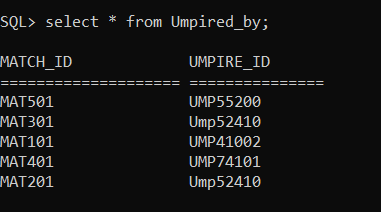 SQL> select * from Umpired_by;
MATCH_ID UMPIRE_ID
==================== ===============
MAT501 UMP55200
MAT301 Ump52410
MAT101 UMP41002
MAT401 UMP74101
MAT201 Ump52410